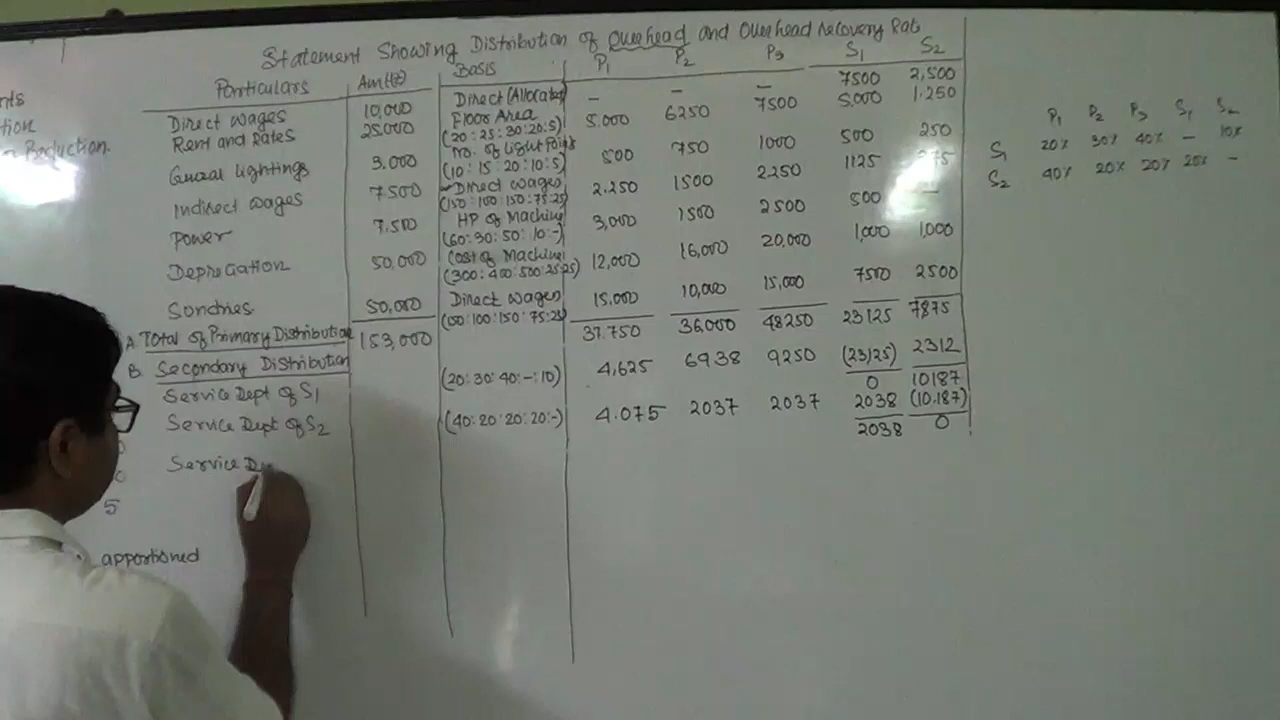 Statement Showing Distribution of Overhead and Overhead recovery Rate
Particulars Amt(₹) Basis P1 P2 P3 S1 S2
Direct Wages 10,000 Direct (Allocated) – – – 7500 2,500
Rent and Rates 25,000 Floor Area 5.000 6250 7500 5,000 1.250
(20:25:30:20:5)
General lightings 3.000 No. of Light Points 500 750 1000 500 250
(10:15:20:10:5)
Indirect wages 7500 Direct wages 2.250 1500 2250 1125 375
(150:100:150:75:25)
Power 7,500 HP of Machine 3,000 1500 2500 500 —
(60:30:50:10:-)
Depreciation 50,000 Cost of Machine 12,000 16,000 20,000 1,000 1,000
(300:400:500:25:25)
Sundries 50,000 Direct wages 15.000 10,000 15,000 7500 2500
(150:100:150:75:25)
A. Total of Primary Distribution 153,000 37.750 36,000 48250 23125 7875
B. Secondary Distribution
Service Dept of S1 (20:30:40:-:10) 4,625 6938 9250 (23125) 2312
0 10187
Service Dept of S2 (40:20:20:20:-) 4.075 2037 2037 2038 (10.187)
2038 0
Service De
nts
tion
Production
P1 P2 P3 S1 S2
S1 20% 30% 40% — 10%
S2 40% 20% 20% 20% —
0
0
5
apportioned